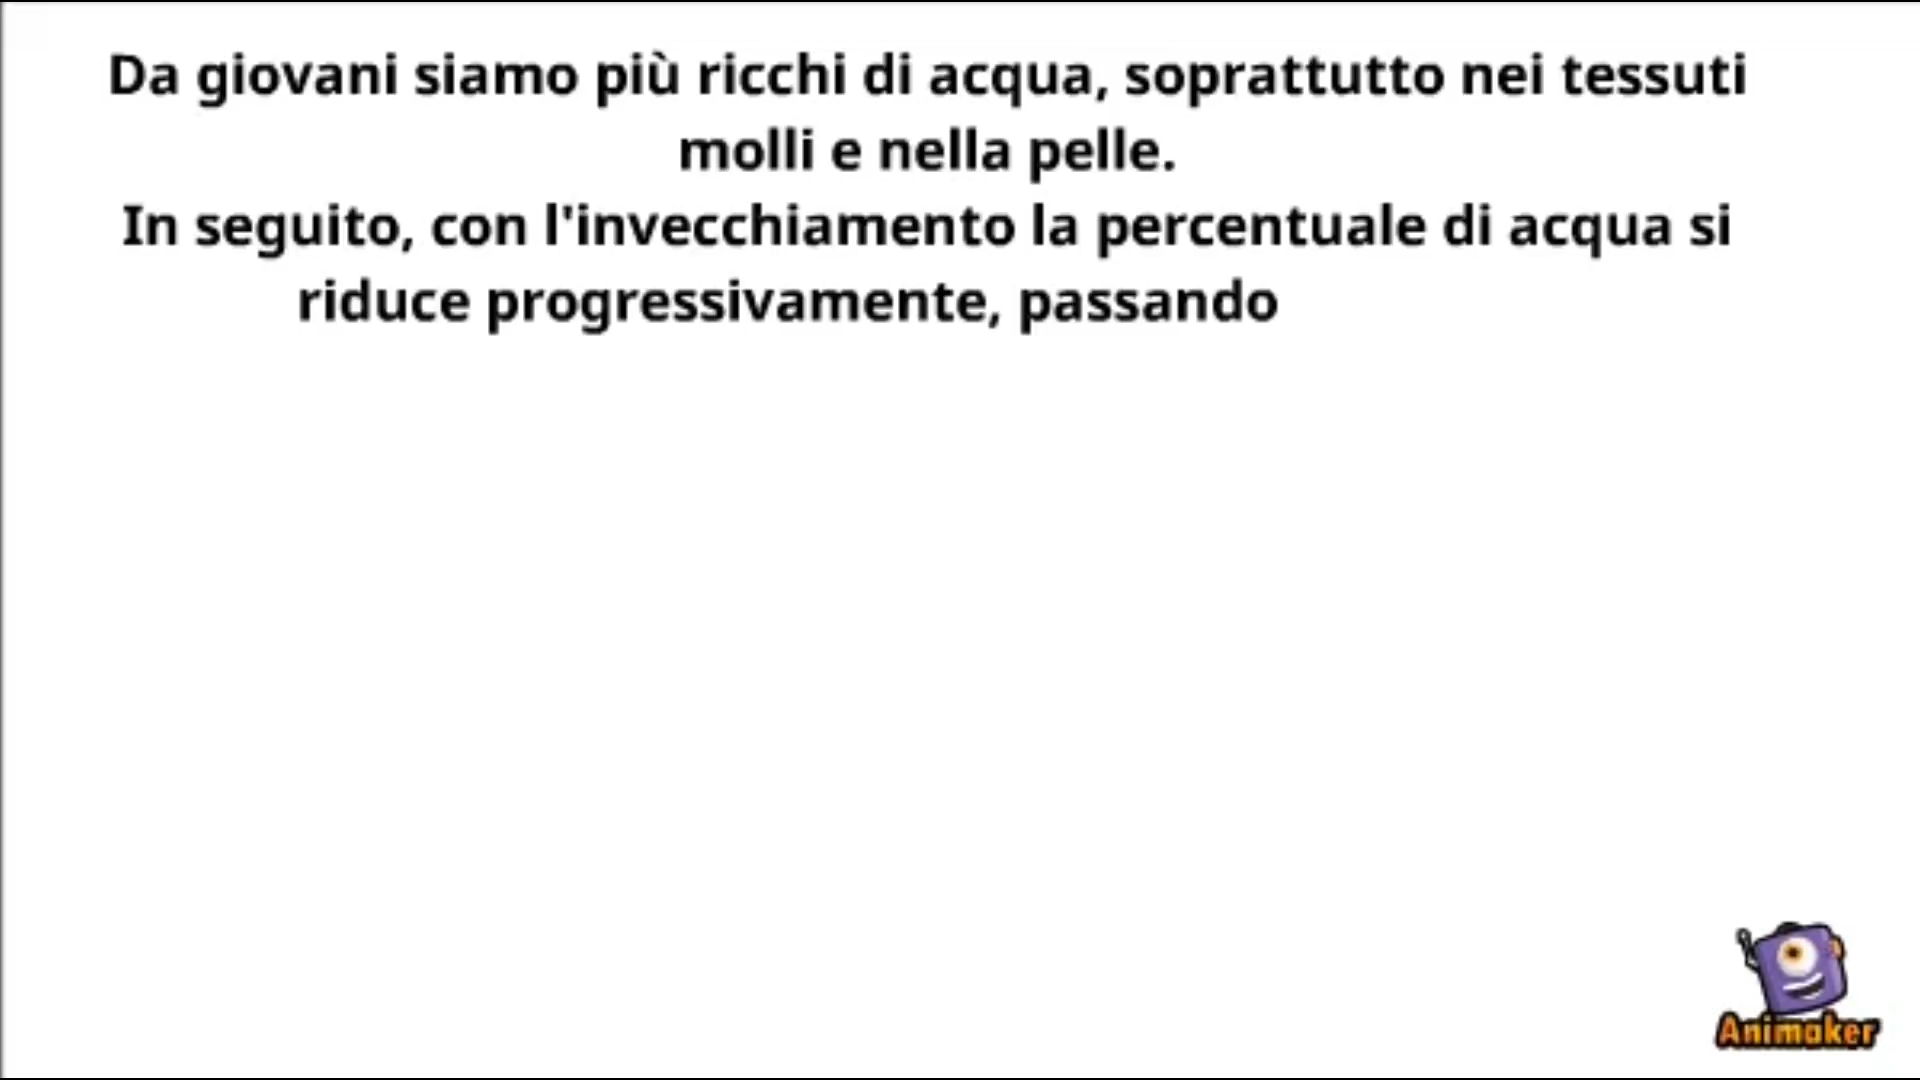 Da giovani siamo più ricchi di acqua, soprattutto nei tessuti
molli e nella pelle.
In seguito, con l'invecchiamento la percentuale di acqua si
riduce progressivamente, passando
Animaker